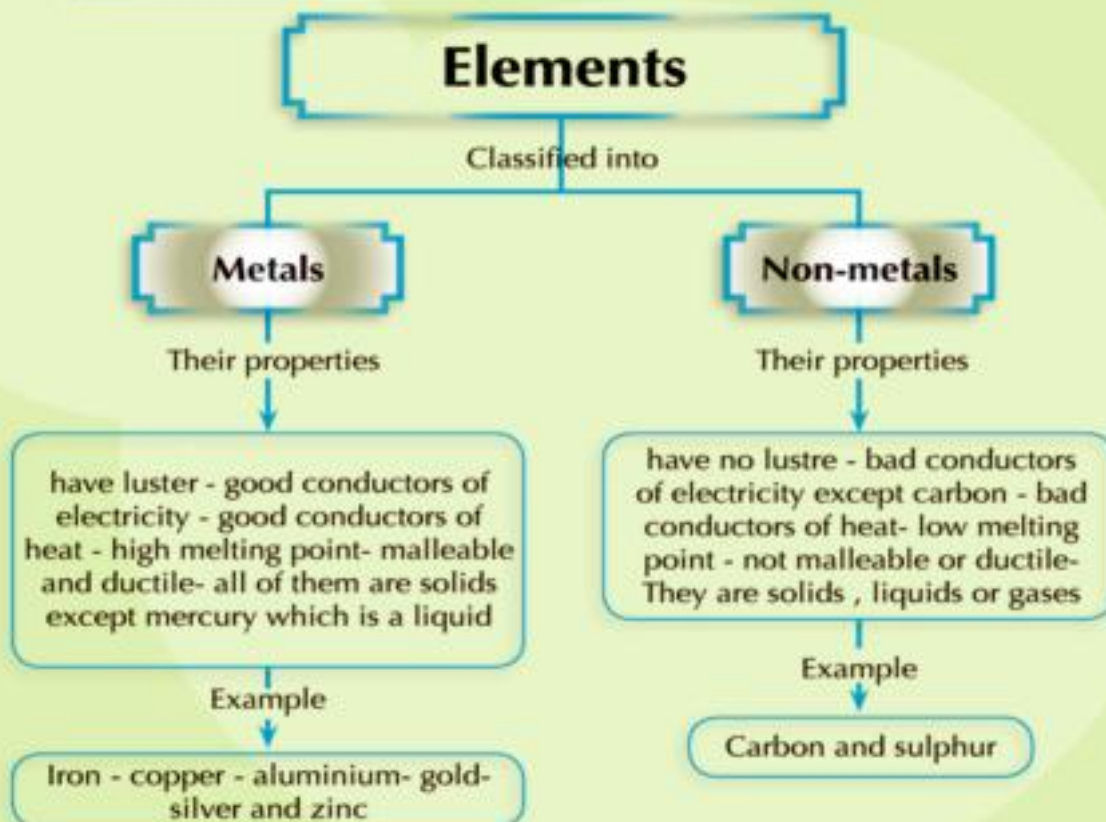 Elements
Classified into
Metals
Their properties
have luster - good conductors of
electricity - good conductors of
heat - high melting point- malleable
and ductile- all of them are solids
except mercury which is a liquid
Example
Iron - copper - aluminium- gold-
silver and zinc
Non-metals
Their properties
have no lustre - bad conductors
of electricity except carbon - bad
conductors of heat- low melting
point - not malleable or ductile-
They are solids , liquids or gases
Example
Carbon and sulphur